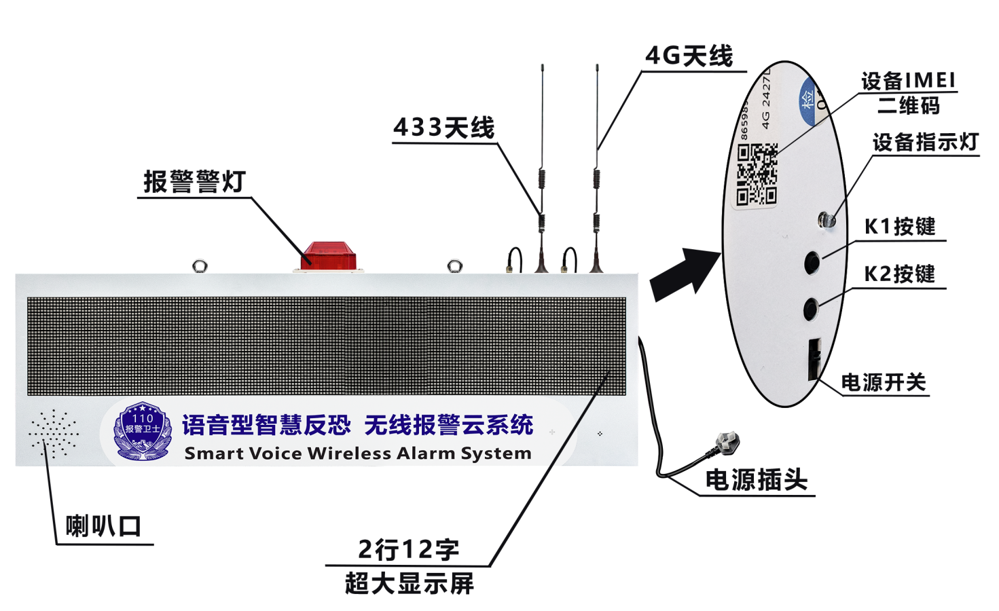 4G天线
设备IMEI
二维码
433天线
设备指示灯
报警警灯
K1按键
K2按键
电源开关
86598
4G 2427
检
110
报警卫士
语音型智慧反恐 无线报警云系统
Smart Voice Wireless Alarm System
电源插头
喇叭口
2行12字
超大显示屏